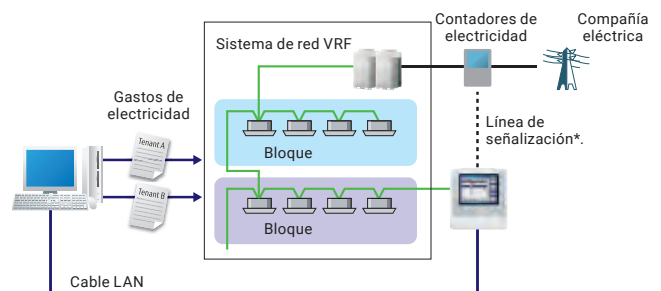 Contadores de
electricidad
Compañía
eléctrica
Sistema de red VRF
Gastos de
electricidad
Tenant A
Tenant B
Línea de
señalización*.
Bloque
Bloque
Cable LAN